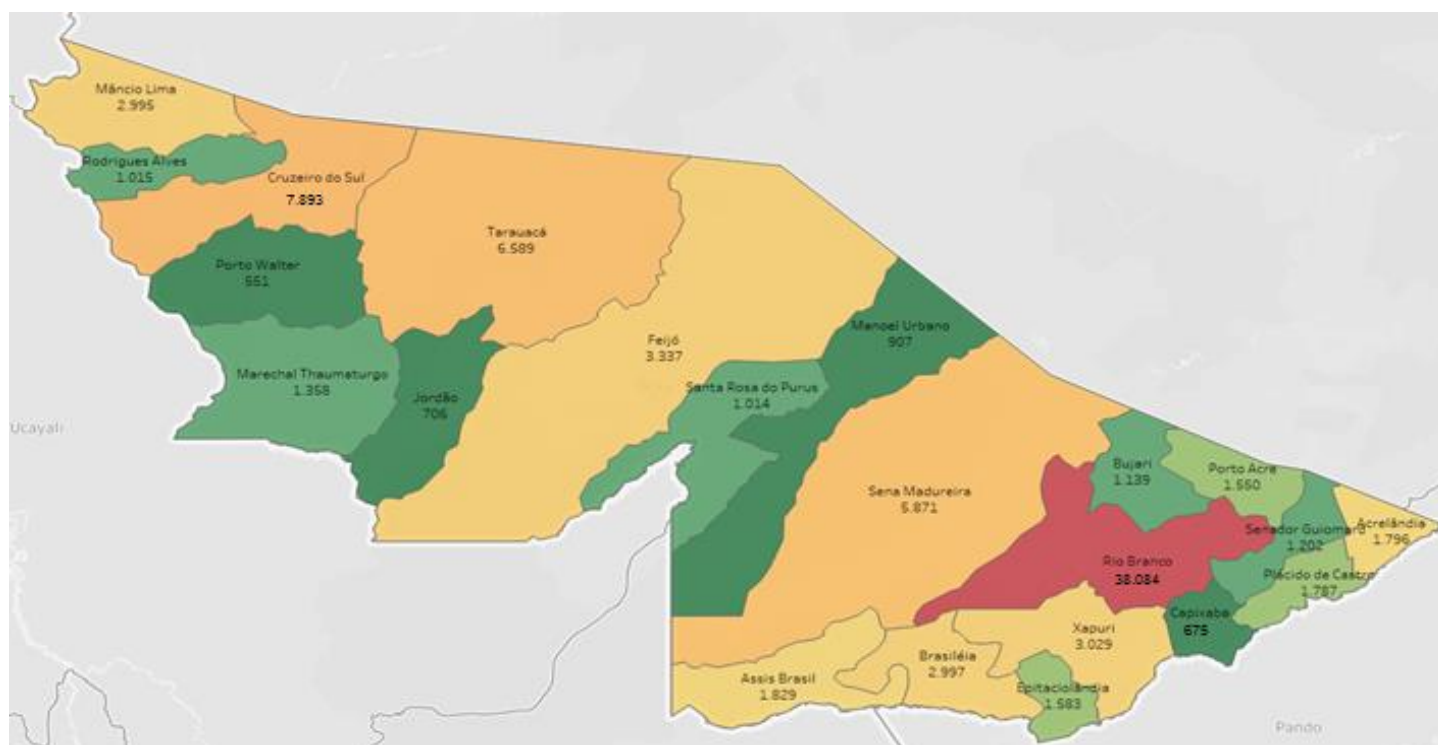 Mâncio Lima
2.995
Rodrigues Alves
1.015
Cruzeiro do Sul
7.893
Tarauacá
6.589
Porto Walter
551
Feijó
3.337
Manoel Urbano
907
Marechal Thaumaturgo
1.358
Jordão
706
Santa Rosa do Purus
1.014
Ucayali
Sena Madureira
5.871
Bujari
1.139
Porto Acre
1.550
Senador Guiomard
1.202
Acrelândia
1.796
Rio Branco
38.084
Plácido de Castro
1.787
Capixaba
675
Xapuri
3.029
Brasiléia
2.997
Assis Brasil
1.829
Epitaciolândia
1.583
Pando